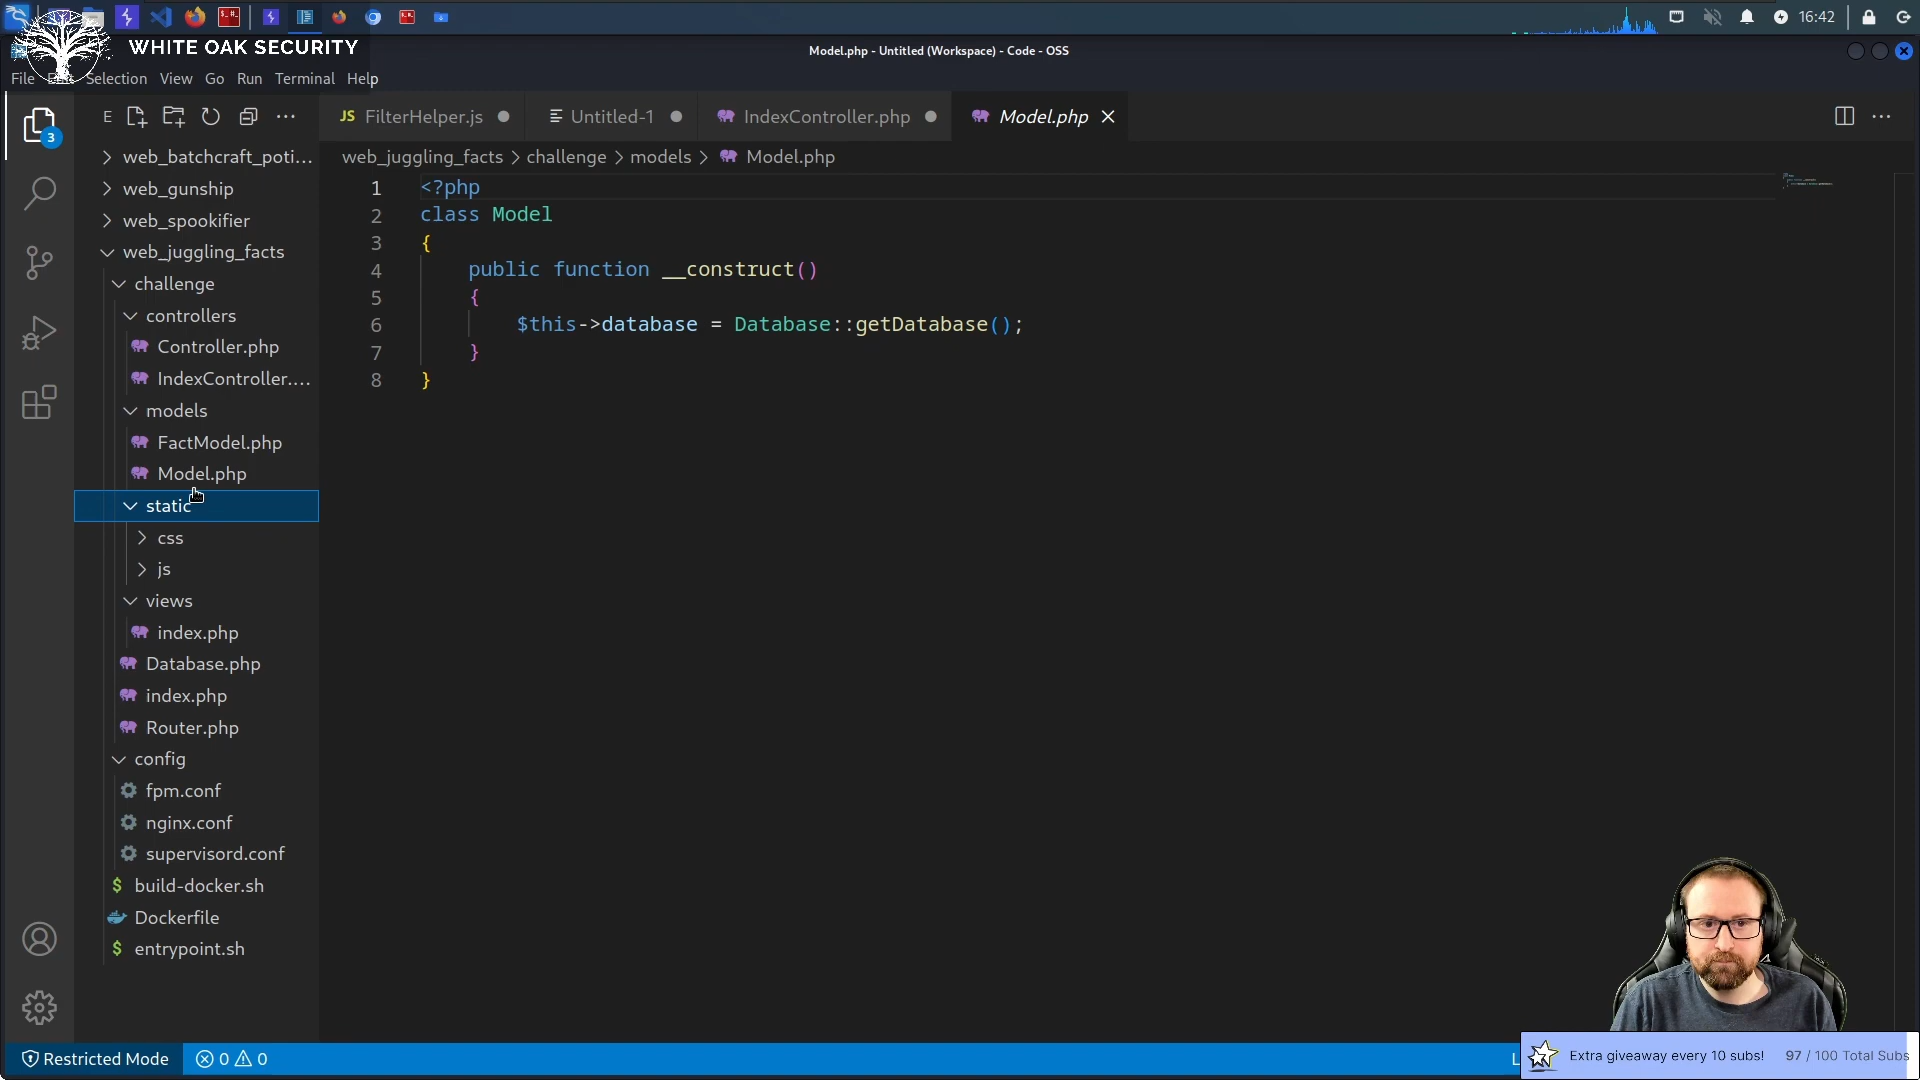 16:42
WHITE OAK SECURITY
Model.php - Untitled (Workspace) - Code - OSS
File Selection View Go Run Terminal Help
E
JS FilterHelper.js
Untitled-1
IndexController.php
Model.php
3
web_batchcraft_poti...
web_juggling_facts > challenge > models > Model.php
web_gunship
web_spookifier
web_juggling_facts
challenge
controllers
Controller.php
IndexController....
models
FactModel.php
Model.php
static
css
js
views
index.php
Database.php
index.php
Router.php
config
fpm.conf
nginx.conf
supervisord.conf
$ build-docker.sh
Dockerfile
$ entrypoint.sh
1 <?php
2 class Model
3 {
4 public function __construct()
5 {
6 $this->database = Database::getDatabase();
7 }
8 }
Restricted Mode
0 0
L
Extra giveaway every 10 subs! 97 / 100 Total Subs